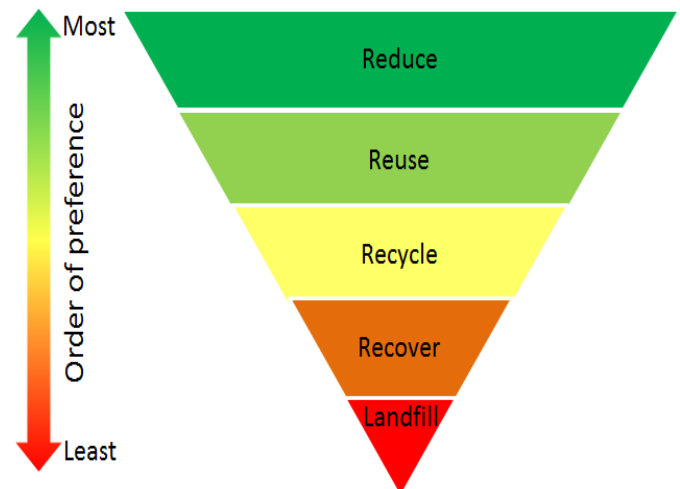 Most
Reduce
Reuse
Order of preference
Recycle
Recover
Landfill
Least